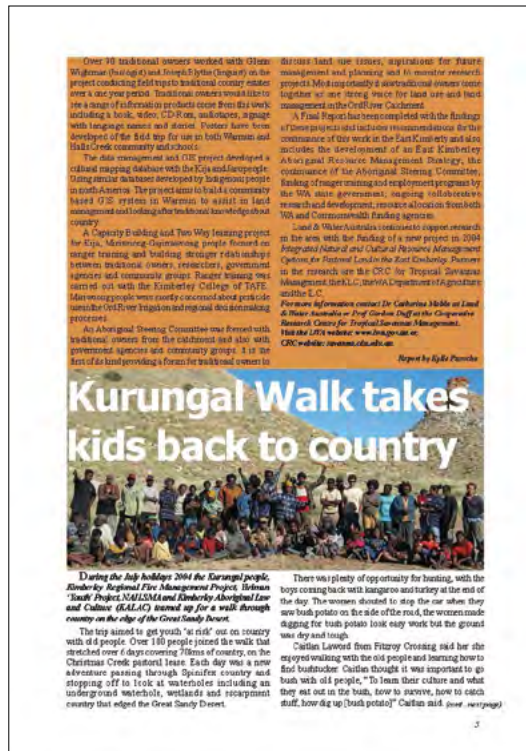 Over 30 traditional owners worked with Glenn
Wightman (biologist) and Joseph Blythe (linguist) on the
project conducting field trips to traditional country estates
over a one year period. Traditional owners would like to
see a range of information products come from this work
including a book, video, CD-Rom, audiotapes, signage
with language names and stories. Posters have been
developed of the field trip for use in both Warmun and
Halls Creek community and schools.
The data management and GIS project developed a
cultural mapping database with the Kija and Jaru people.
Using similar databases developed by Indigenous people
in north America. The project aims to build a community
based GIS system in Warmun to assist in land
management and looking after traditional knowledge about
country.
A Capacity Building and Two Way learning project
for Kija, Miriwoong-Gajirrawoong people focused on
ranger training and building stronger relationships
between traditional owners, researchers, government
agencies and community groups. Ranger training was
carried out with the Kimberley College of TAFE.
Miriwoong people were mostly concerned about pesticide
use in the Ord River Irrigation and regional decision making
processes.
An Aboriginal Steering Committee was formed with
traditional owners from the catchment and also with
government agencies and community groups. It is the
first of its kind providing a forum for traditional owners to
discuss land use issues, aspirations for future
management and planning and to monitor research
projects. Most importantly it saw traditional owners come
together as one strong voice for land use and land
management in the Ord River Catchment.
A Final Report has been completed with the findings
of these projects and includes recommendations for the
continuance of this work in the East Kimberley and also
includes the development of an East Kimberley
Aboriginal Resource Management Strategy, the
continuance of the Aboriginal Steering Committee,
funding of ranger training and employment programs by
the WA state government, ongoing collaborative
research and development, resource allocation from both
WA and Commonwealth funding agencies.
Land & Water Australia continue to support research
in the area with the funding of a new project in 2004
Integrated Natural and Cultural Resource Management
Options for Pastoral Land in the East Kimberley. Partners
in the research are the CRC for Tropical Savannas
Management, the KLC, the WA Department of Agriculture
and the ILC.
For more information contact Dr Catherine Mobbs at Land
& Water Australia or Prof Gordon Duff at the Cooperative
Research Centre for Tropical Savannas Management.
Visit the LWA website: www.lwa.gov.au or
CRC website: savanna.cdu.edu.au
Report by
Kurungal Walk takes
kids back to country
During the July holidays 2004 the Kurungal people,
Kimberley Regional Fire Management Project, Yiriman
'Youth' Project, NAILSMA and Kimberley Aboriginal Law
and Culture (KALAC) teamed up for a walk through
country on the edge of the Great Sandy Desert.
The trip aimed to get youth "at risk" out on country
with old people. Over 100 people joined the walk that
stretched over 6 days covering 70kms of country, on the
Christmas Creek pastoral lease. Each day was a new
adventure passing through Spinifex country and
stopping off to look at waterholes including an
underground waterhole, wetlands and escarpment
country that edged the Great Sandy Desert.
There was plenty of opportunity for hunting, with the
boys coming back with kangaroo and turkey at the end of
the day. The women shouted to stop the car when they
saw bush potato on the side of the road, the women made
digging for bush potato look easy work but the ground
was dry and tough.
Caitlan Laword from Fitzroy Crossing said her she
enjoyed walking with the old people and learning how to
find bushtucker. Caitlan thought it was important to go
bush with old people, "To learn their culture and what
they eat out in the bush, how to survive, how to catch
stuff, how dig up [bush potato]" Caitlan said. (cont...next page)
5